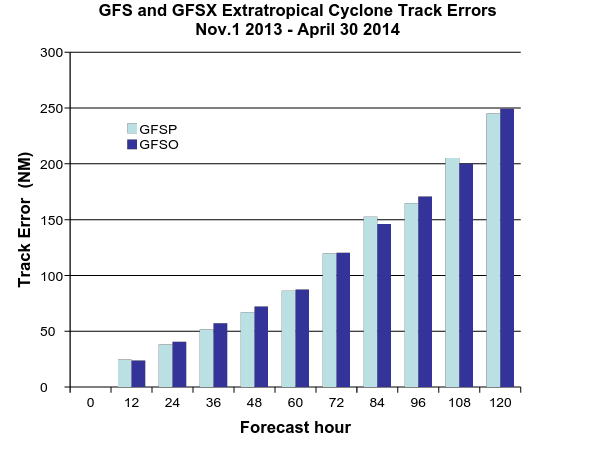 GFS and GFSX Extratropical Cyclone Track Errors
Nov.1 2013 - April 30 2014
300
250
200
150
100
50
0
Track Error (NM)
GFSP
GFSO
0 12 24 36 48 60 72 84 96 108 120
Forecast hour